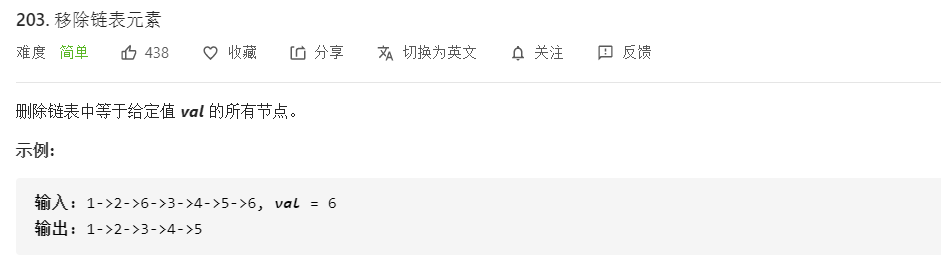 203. 移除链表元素
难度 简单 438 收藏 分享 切换为英文 关注 反馈
删除链表中等于给定值 val 的所有节点。
示例:
输入: 1->2->6->3->4->5->6, val = 6
输出: 1->2->3->4->5